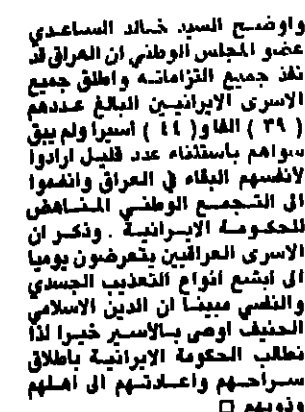 واوضح السيد خالد الساعدي
عضو المجلس الوطني ان العراق قد
نفذ جميع التزاماته واطلق جميع
الاسرى الايرانيين البالغ عددهم
( ٣٩ ) الفا و( ٤٤ ) أسيرا ولم يبق
سواهم باستثناء عدد قليل ارادوا
لأنفسهم البقاء في العراق وانضموا
الى التجمع الوطني المناهض
للحكومة الايرانية . وذكر ان
الاسرى العراقيين يتعرضون يوميا
الى ابشع انواع التعذيب الجسدي
والنفسي مبينا ان الدين الاسلامي
الحنيف اوصى بالأسير خيرا لذا
نطالب الحكومة الايرانية باطلاق
سراحهم واعادتهم الى اهلهم
وذويهم □